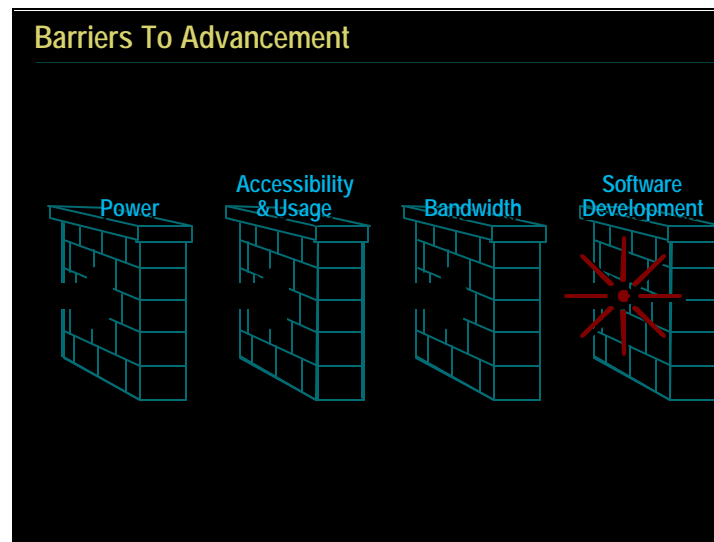 Barriers To Advancement
Power
Accessibility
& Usage
Bandwidth
Software
Development